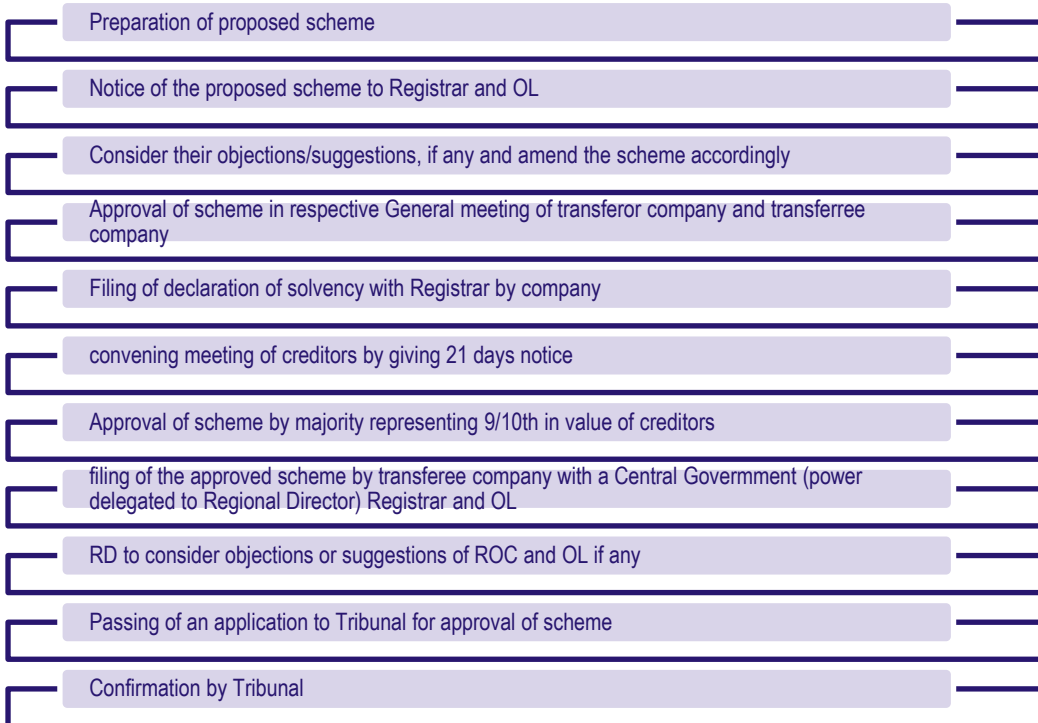 Preparation of proposed scheme
Notice of the proposed scheme to Registrar and OL
Consider their objections/suggestions, if any and amend the scheme accordingly
Approval of scheme in respective General meeting of transferor company and transferree
company
Filing of declaration of solvency with Registrar by company
convening meeting of creditors by giving 21 days notice
Approval of scheme by majority representing 9/10th in value of creditors
filing of the approved scheme by transferee company with a Central Govermment (power
delegated to Regional Director) Registrar and OL
RD to consider objections or suggestions of ROC and OL if any
Passing of an application to Tribunal for approval of scheme
Confirmation by Tribunal